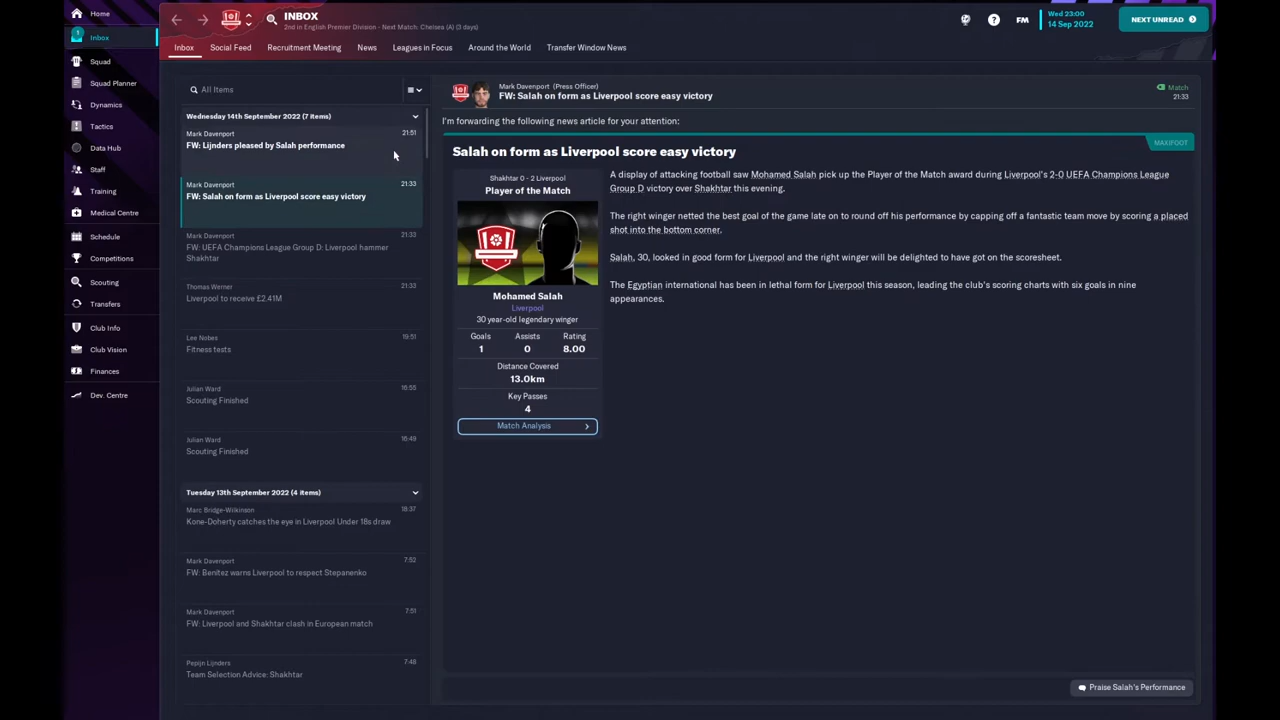 Home
1
Inbox
Squad
Squad Planner
Dynamics
Tactics
Data Hub
Staff
Training
Medical Centre
Schedule
Competitions
Scouting
Transfers
Club Info
Club Vision
Finances
Dev. Centre
INBOX
2nd in English Premier Division - Next Match: Chelsea (A) (3 days)
?
FM
Wed 23:00
14 Sep 2022
NEXT UNREAD
Inbox Social Feed Recruitment Meeting News Leagues in Focus Around the World Transfer Window News
All Items
Wednesday 14th September 2022 (7 items)
Mark Davenport 21:51
FW: Lijnders pleased by Salah performance
Mark Davenport 21:33
FW: Salah on form as Liverpool score easy victory
Mark Davenport 21:33
FW: UEFA Champions League Group D: Liverpool hammer
Shakhtar
Thomas Werner 21:33
Liverpool to receive £2.41M
Lee Nobes 19:51
Fitness tests
Julian Ward 16:55
Scouting Finished
Julian Ward 16:49
Scouting Finished
Tuesday 13th September 2022 (4 items)
Marc Bridge-Wilkinson 18:37
Kone-Doherty catches the eye in Liverpool Under 18s draw
Mark Davenport 7:52
FW: Benítez warns Liverpool to respect Stepanenko
Mark Davenport 7:51
FW: Liverpool and Shakhtar clash in European match
Pepijn Lijnders 7:48
Team Selection Advice: Shakhtar
Mark Davenport (Press Officer)
FW: Salah on form as Liverpool score easy victory
Match
21:33
I'm forwarding the following news article for your attention:
MAXIFOOT
Salah on form as Liverpool score easy victory
Shakhtar 0 - 2 Liverpool
Player of the Match
Mohamed Salah
Liverpool
30 year-old legendary winger
Goals Assists Rating
1 0 8.00
Distance Covered
13.0km
Key Passes
4
Match Analysis
A display of attacking football saw Mohamed Salah pick up the Player of the Match award during Liverpool's 2-0 UEFA Champions League
Group D victory over Shakhtar this evening.
The right winger netted the best goal of the game late on to round off his performance by capping off a fantastic team move by scoring a placed
shot into the bottom corner.
Salah, 30, looked in good form for Liverpool and the right winger will be delighted to have got on the scoresheet.
The Egyptian international has been in lethal form for Liverpool this season, leading the club's scoring charts with six goals in nine
appearances.
Praise Salah's Performance